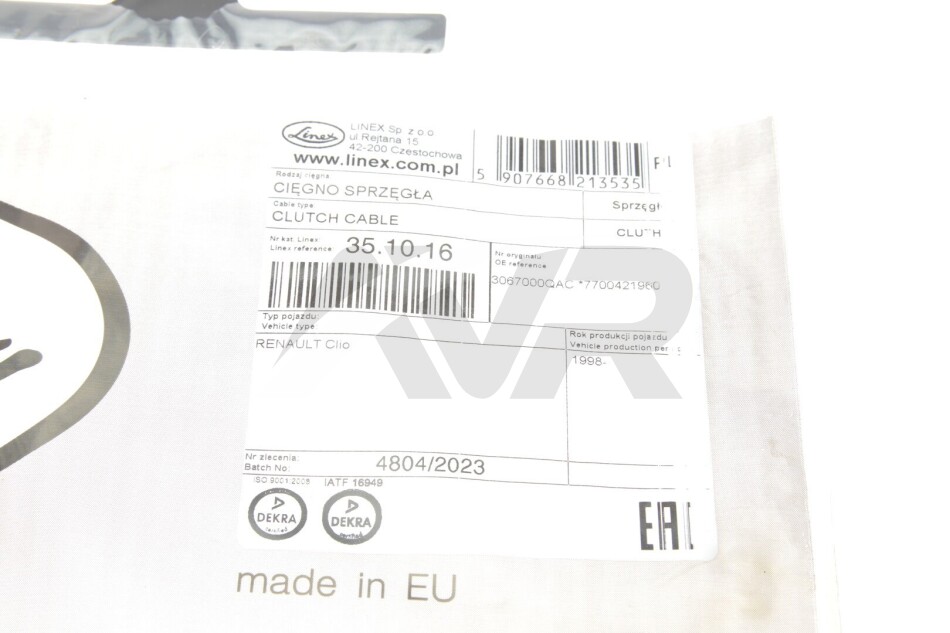 Linex
LINEX Sp. z o.o.
ul Rejtana 15
42-200 Częstochowa
www.linex.com.pl
5 907668 213535
Rodzaj cięgna
CIĘGNO SPRZĘGŁA
Cable type
CLUTCH CABLE
Nr kat. Linex:
Linex reference:
35.10.16
Nr oryginału
OE reference
3067000QAC *7700421960
Typ pojazdu:
Vehicle type:
RENAULT Clio
Rok produkcji pojazdu
Vehicle production
1998-
Nr zlecenia:
Batch No:
4804/2023
ISO 9001:2008
IATF 16949
DEKRA
DEKRA
EAC
made in EU
AVR